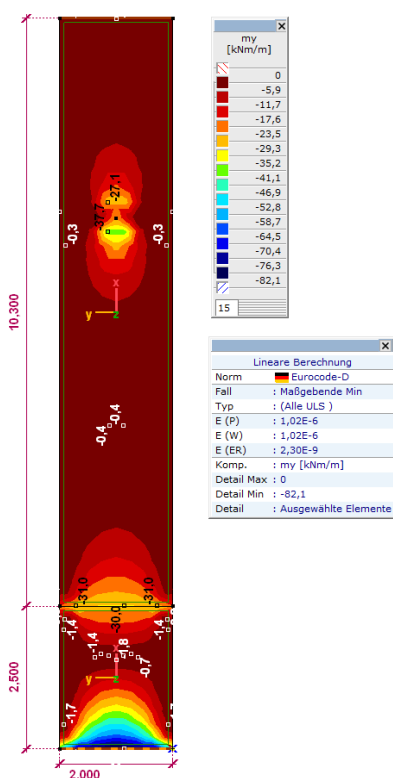 my
[kNm/m]
0
-5,9
-11,7
-17,6
-23,5
-29,3
-35,2
-41,1
-46,9
-52,8
-58,7
-64,5
-70,4
-76,3
-82,1
15
Lineare Berechnung
Norm Eurocode-D
Fall : Maßgebende Min
Typ : (Alle ULS )
E (P) : 1,02E-6
E (W) : 1,02E-6
E (ER) : 2,30E-9
Komp. : my [kNm/m]
Detail Max : 0
Detail Min : -82,1
Detail : Ausgewählte Elemente
-27,1
-37,7
-0,3
-0,3
x
y
z
10,300
-0,4
-0,4
-31,0
-31,0
-30,0
-1,4
-1,4
-1,4
-1,8
-0,7
x
y
z
2,500
-1,7
2,000